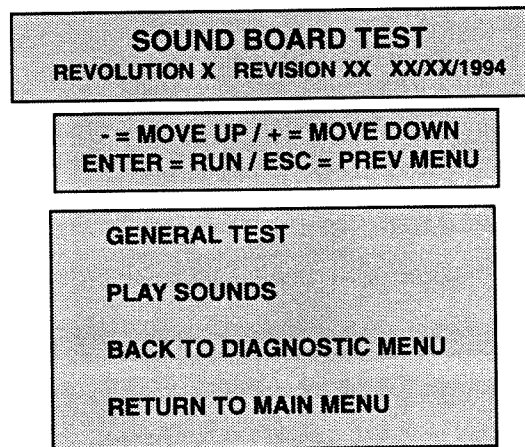 SOUND BOARD TEST
REVOLUTION X REVISION XX XX/XX/1994
- = MOVE UP / + = MOVE DOWN
ENTER = RUN / ESC = PREV MENU
GENERAL TEST
PLAY SOUNDS
BACK TO DIAGNOSTIC MENU
RETURN TO MAIN MENU